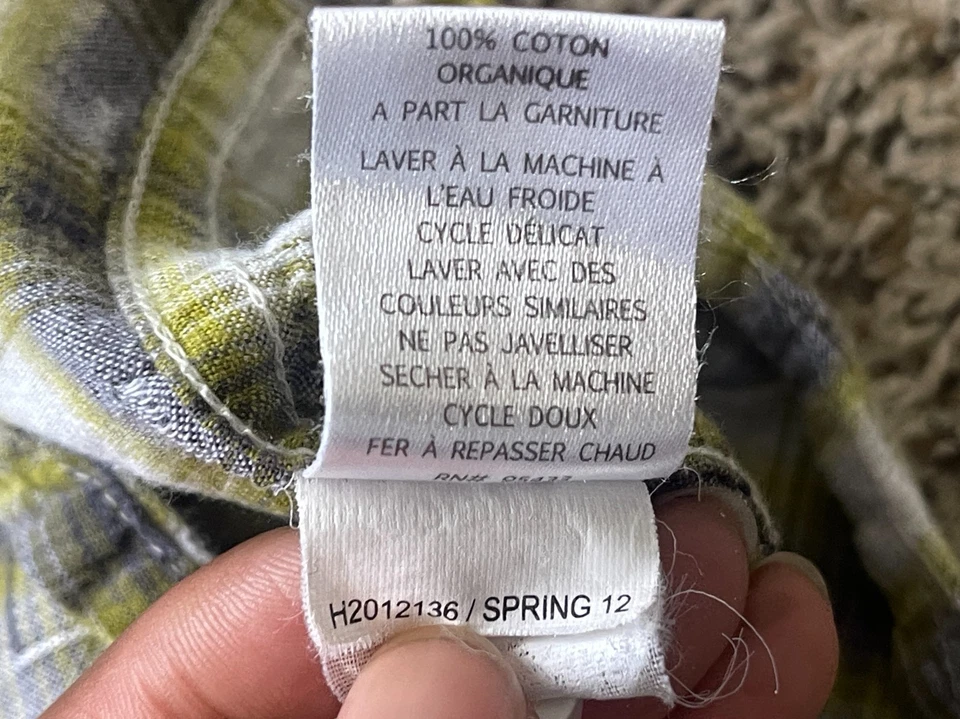 100% COTON
ORGANIQUE
A PART LA GARNITURE
LAVER À LA MACHINE À
L'EAU FROIDE
CYCLE DÉLICAT
LAVER AVEC DES
COULEURS SIMILAIRES
NE PAS JAVELLISER
SECHER À LA MACHINE
CYCLE DOUX
FER À REPASSER CHAUD
RN#
H2012136 / SPRING 12